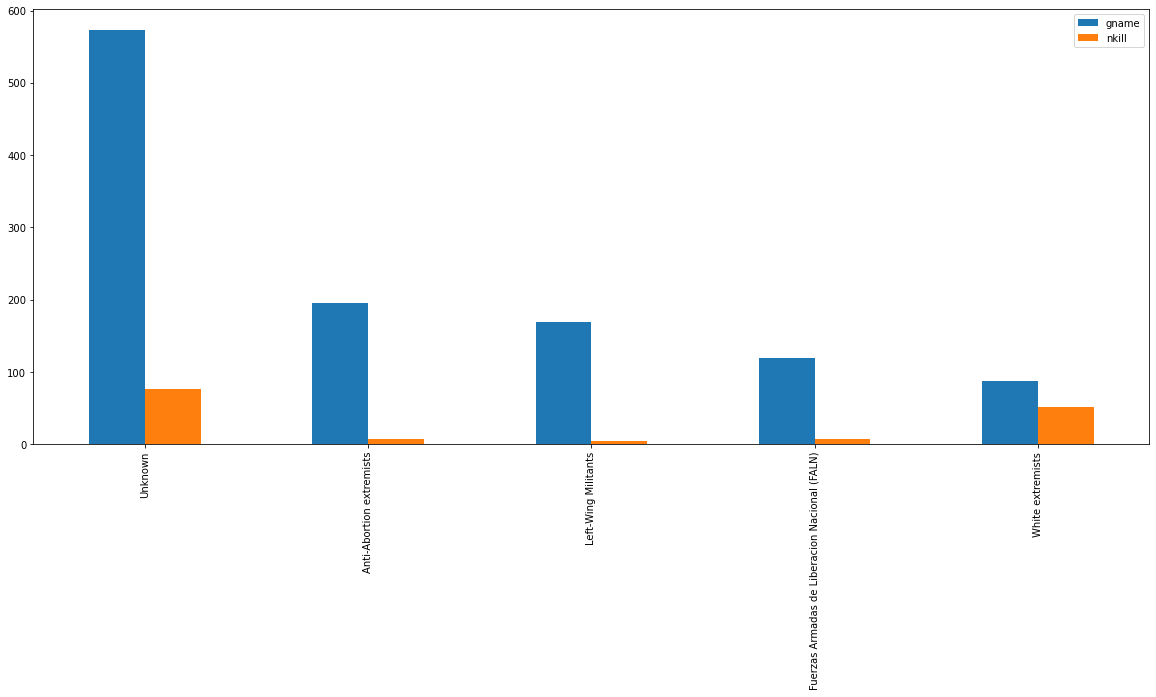 600
500
400
300
200
100
0
gname
nkill
Unknown
Anti-Abortion extremists
Left-Wing Militants
Fuerzas Armadas de Liberacion Nacional (FALN)
White extremists